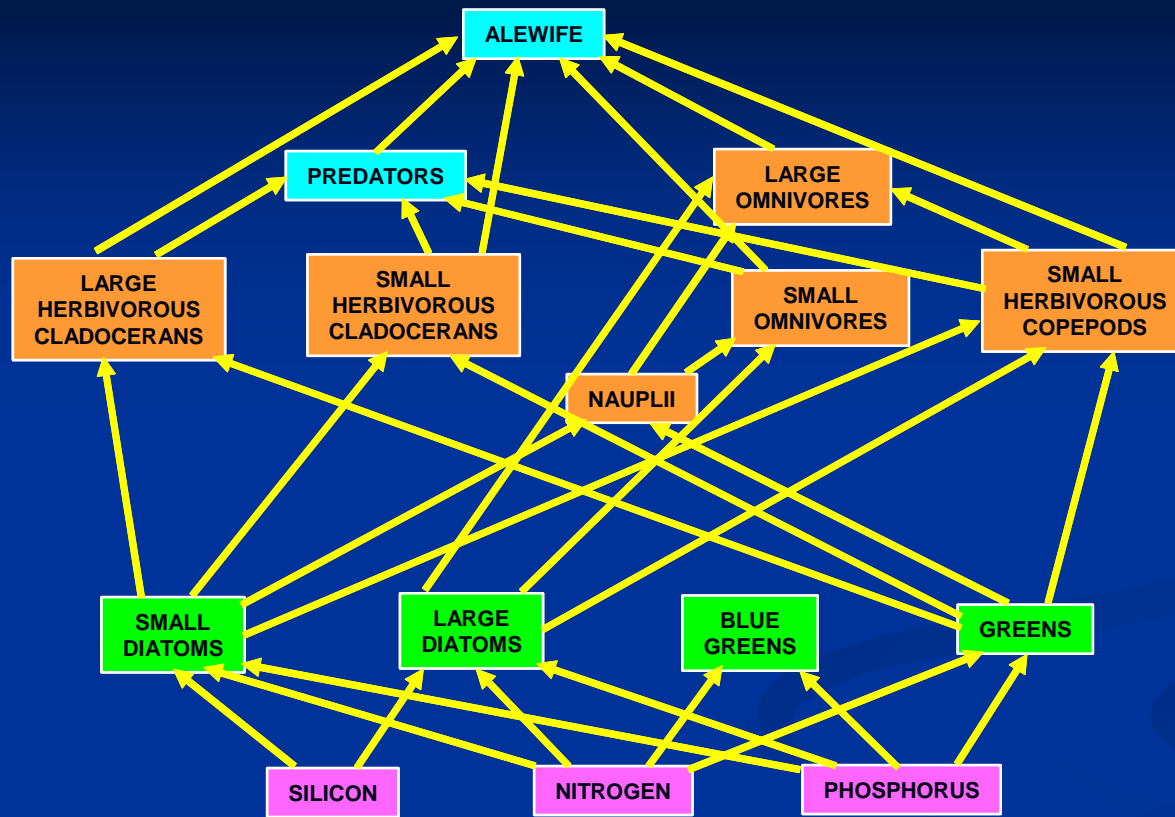 ALEWIFE
PREDATORS
LARGE
OMNIVORES
LARGE
HERBIVOROUS
CLADOCERANS
SMALL
HERBIVOROUS
CLADOCERANS
SMALL
OMNIVORES
SMALL
HERBIVOROUS
COPEPODS
NAUPLII
SMALL
DIATOMS
LARGE
DIATOMS
BLUE
GREENS
GREENS
SILICON
NITROGEN
PHOSPHORUS